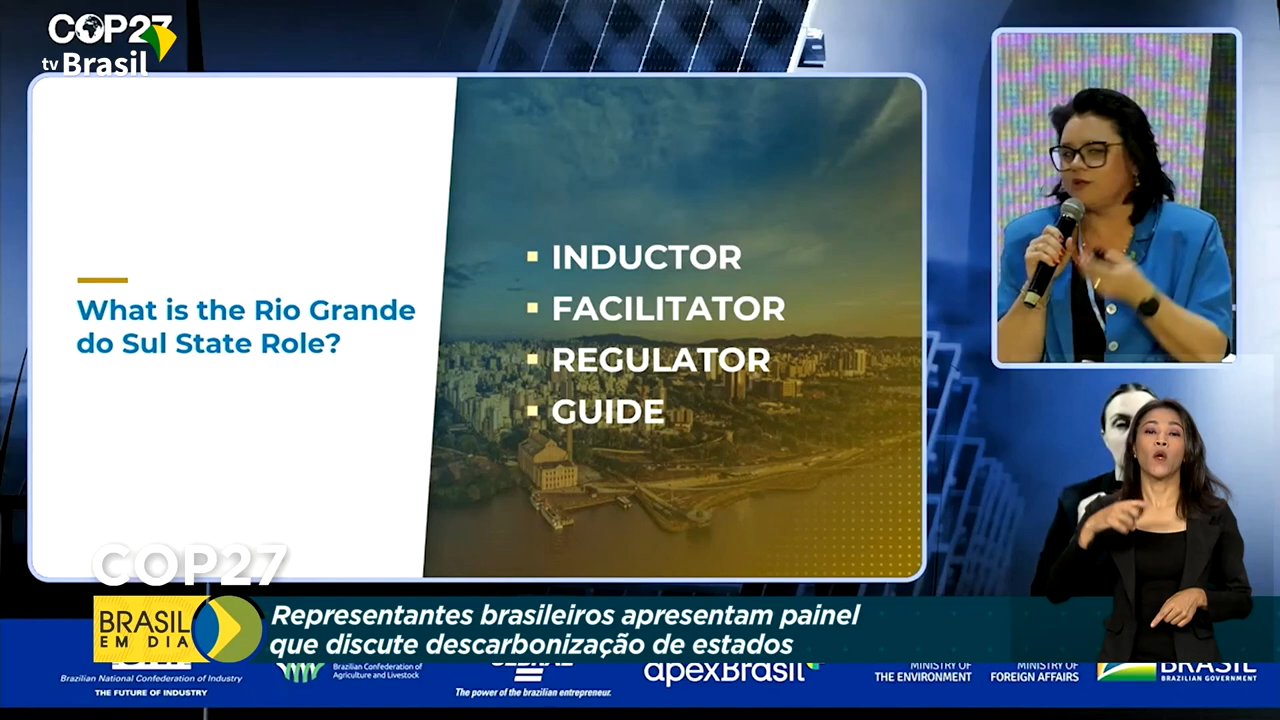 COP27
tv Brasil
What is the Rio Grande
do Sul State Role?
▪ INDUCTOR
▪ FACILITATOR
▪ REGULATOR
▪ GUIDE
COP27
BRASIL
EM DIA
Representantes brasileiros apresentam painel
que discute descarbonização de estados
Brazilian National Confederation of Industry
THE FUTURE OF INDUSTRY
Brazilian Confederation of
Agriculture and Livestock
SEBRAE
The power of the brazilian entrepreneur.
apexBrasil
MINISTRY OF
THE ENVIRONMENT
MINISTRY OF
FOREIGN AFFAIRS
BRASIL
BRAZILIAN GOVERNMENT